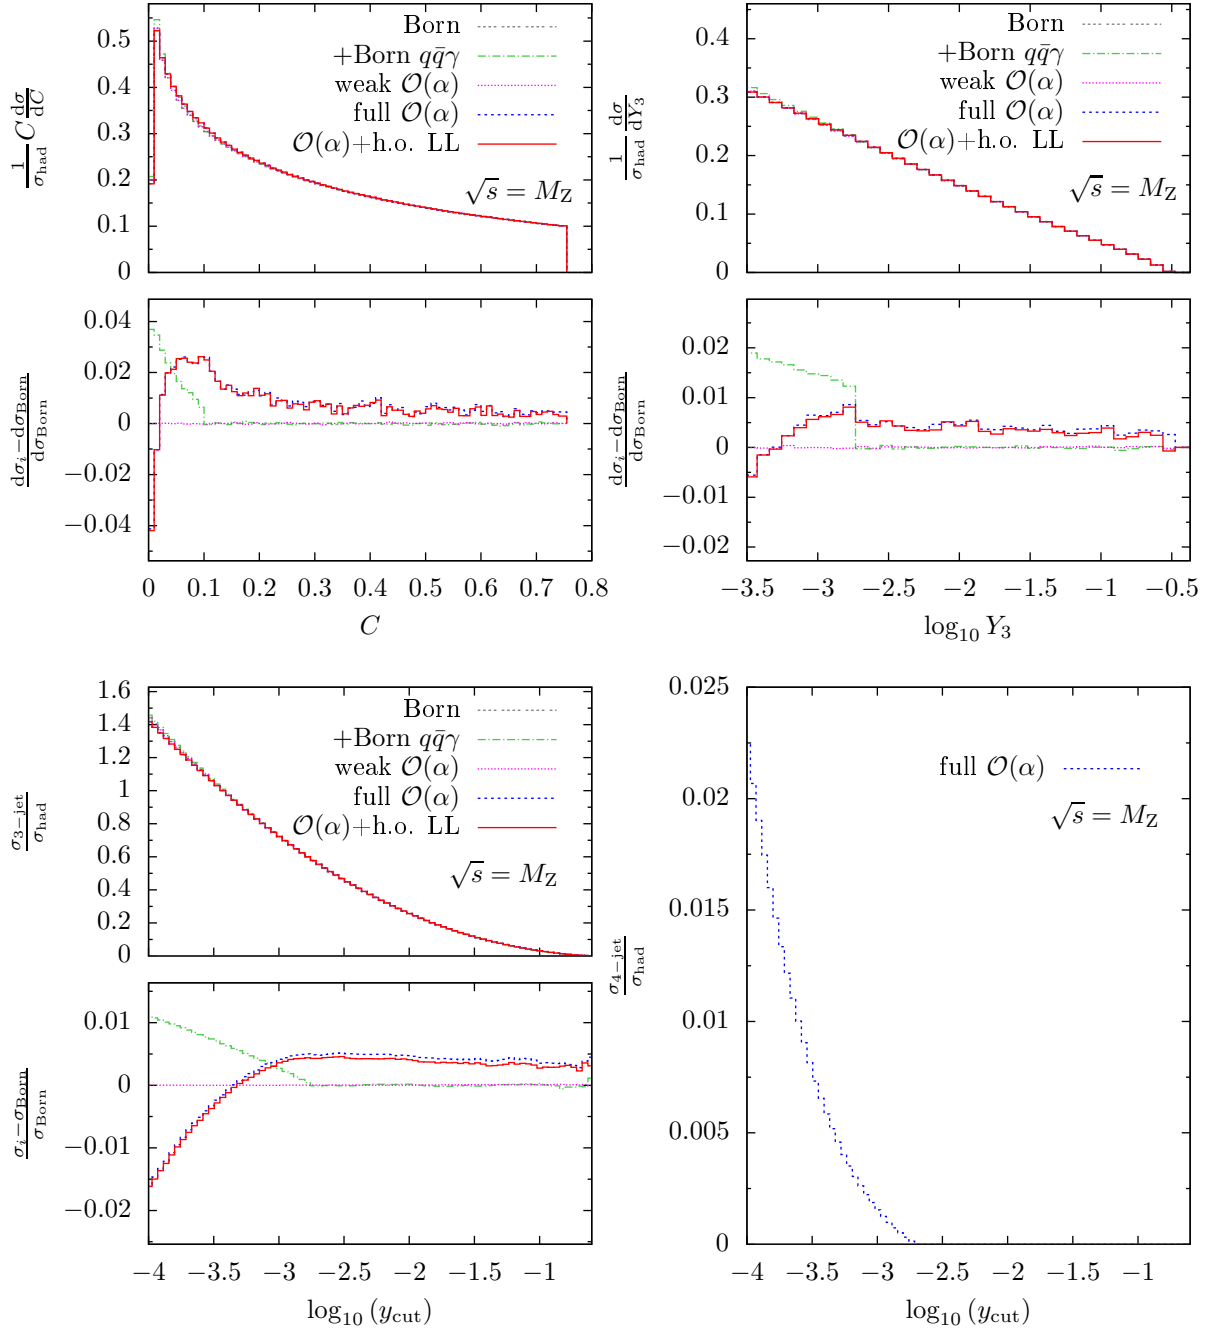 0.5
0.4
0.3
0.2
0.1
0
1/σ_had C dσ/dC
Born
+Born qq̄γ
weak 𝒪(α)
full 𝒪(α)
𝒪(α)+h.o. LL
√s = M_Z
0.04
0.02
0
−0.02
−0.04
dσ_i−dσ_Born / dσ_Born
0 0.1 0.2 0.3 0.4 0.5 0.6 0.7 0.8
C
0.4
0.3
0.2
0.1
0
1/σ_had dσ/dY_3
Born
+Born qq̄γ
weak 𝒪(α)
full 𝒪(α)
𝒪(α)+h.o. LL
√s = M_Z
0.02
0.01
0
−0.01
−0.02
dσ_i−dσ_Born / dσ_Born
−3.5 −3 −2.5 −2 −1.5 −1 −0.5
log_10 Y_3
1.6
1.4
1.2
1
0.8
0.6
0.4
0.2
0
σ_3−jet / σ_had
Born
+Born qq̄γ
weak 𝒪(α)
full 𝒪(α)
𝒪(α)+h.o. LL
√s = M_Z
0.01
0
−0.01
−0.02
σ_i−σ_Born / σ_Born
−4 −3.5 −3 −2.5 −2 −1.5 −1
log_10 (y_cut)
0.025
0.02
0.015
0.01
0.005
0
σ_4−jet / σ_had
full 𝒪(α)
√s = M_Z
−4 −3.5 −3 −2.5 −2 −1.5 −1
log_10 (y_cut)